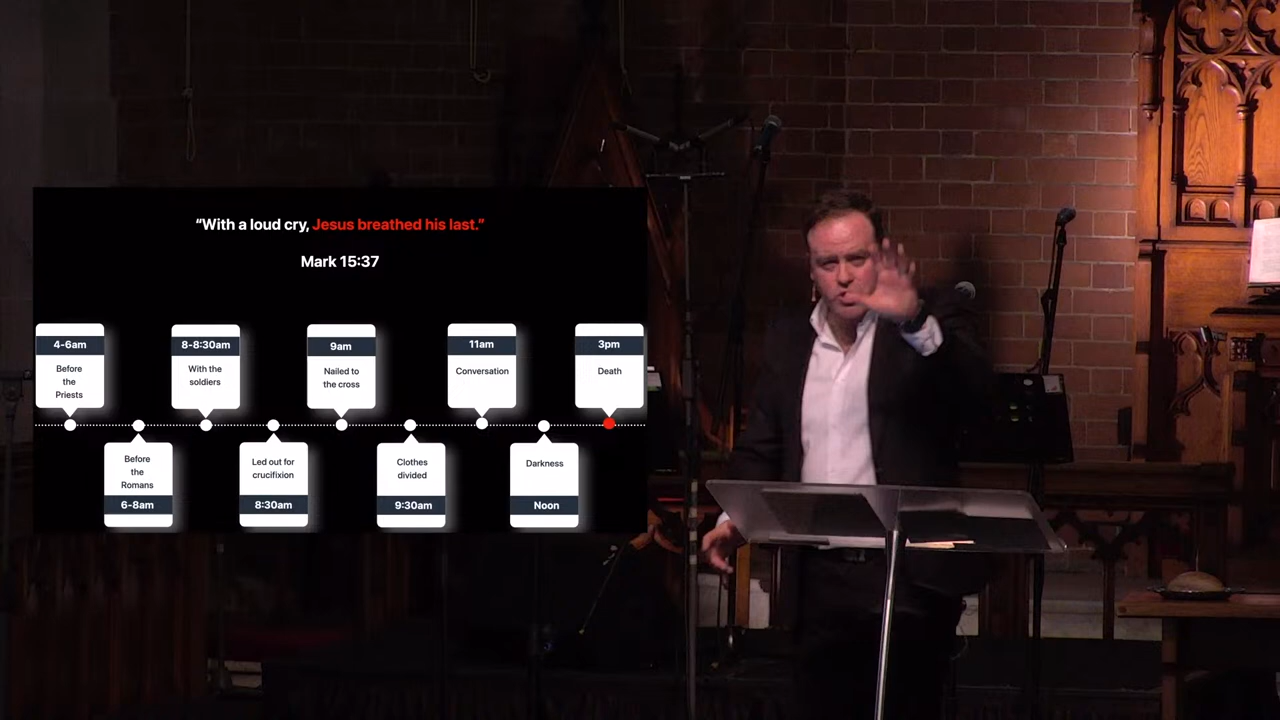 “With a loud cry, Jesus breathed his last.”
Mark 15:37
4-6am
Before
the
Priests
8-8:30am
With the
soldiers
9am
Nailed to
the cross
11am
Conversation
3pm
Death
Before
the
Romans
6-8am
Led out for
crucifixion
8:30am
Clothes
divided
9:30am
Darkness
Noon